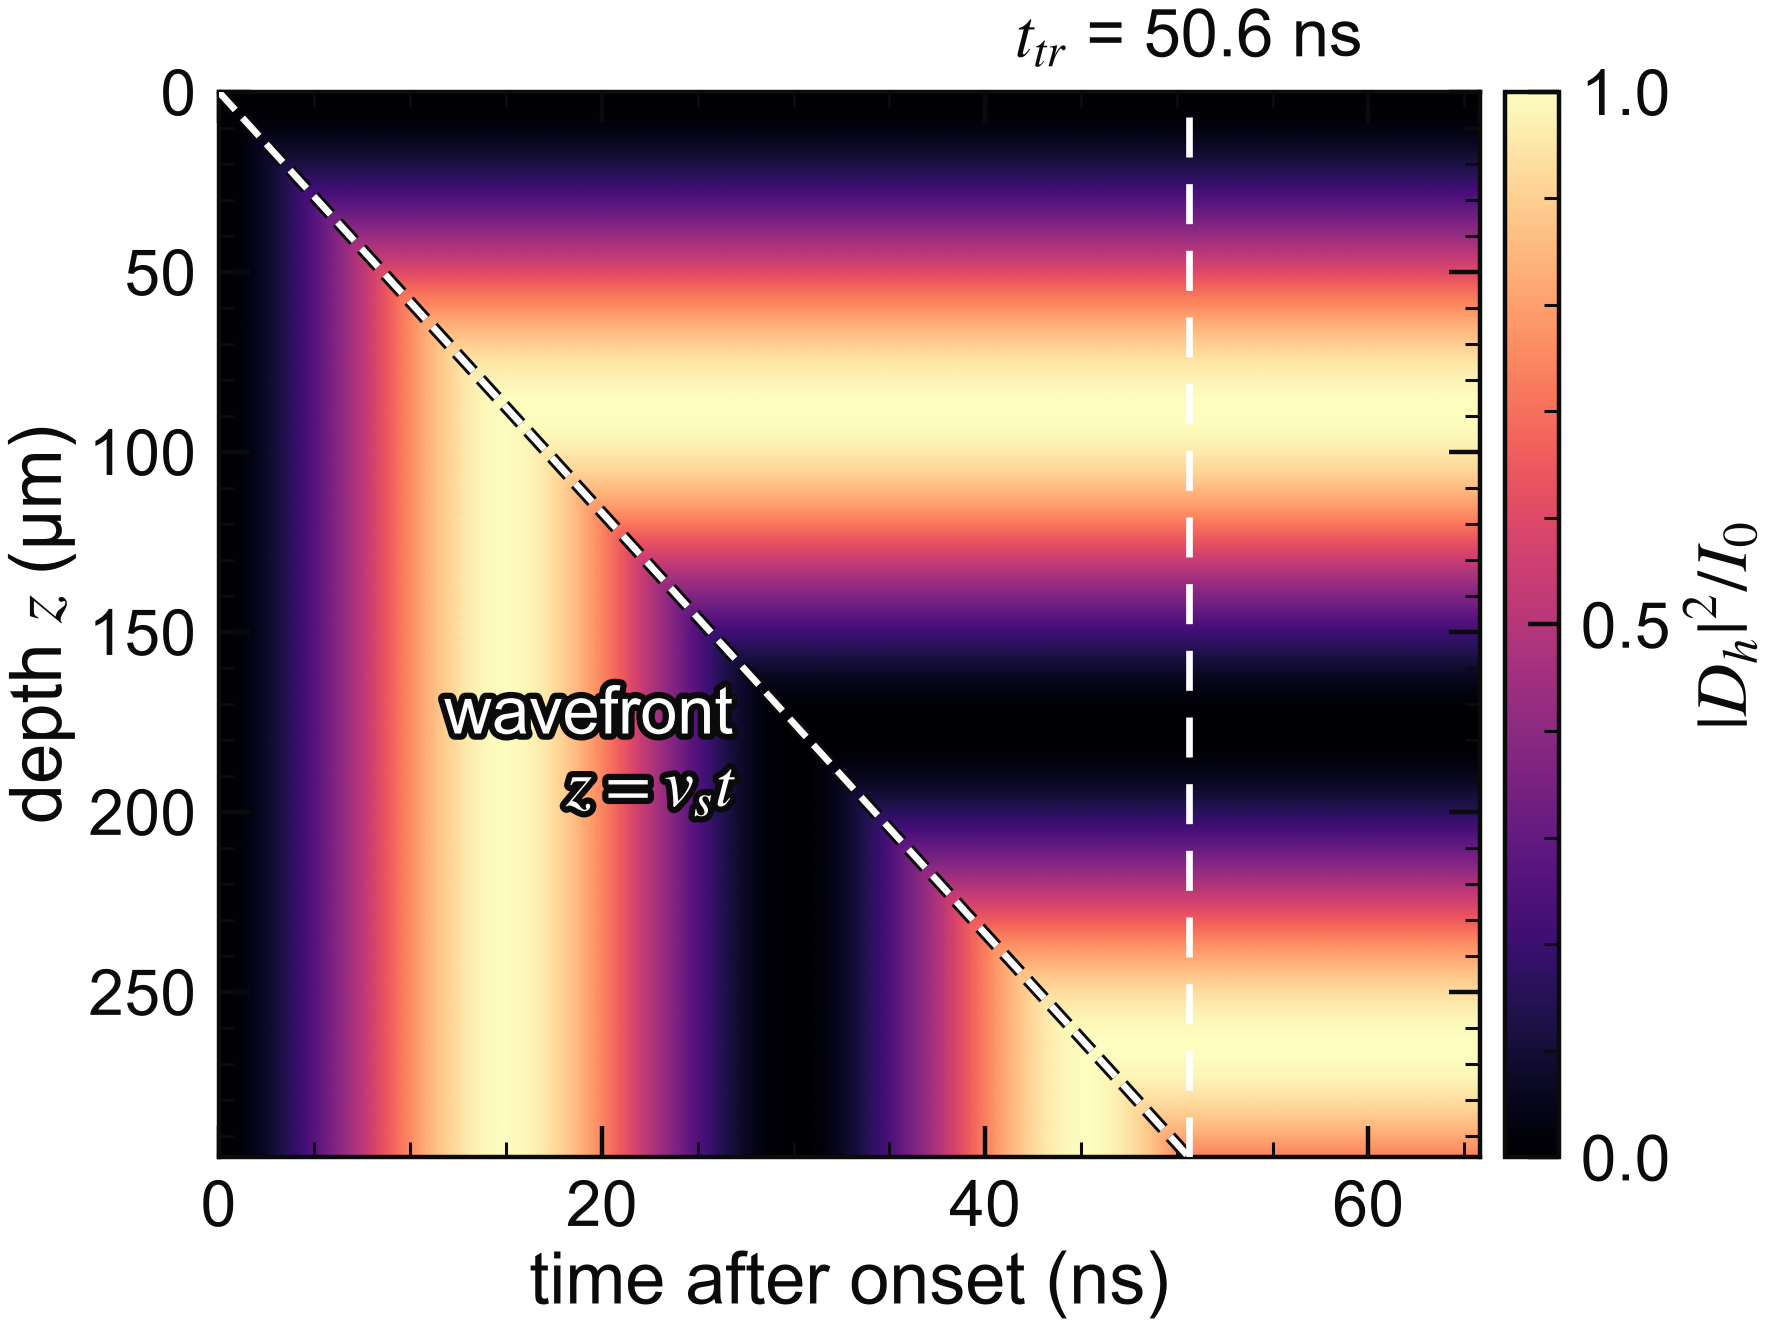 t_tr = 50.6 ns
0
50
100
150
200
250
depth z (μm)
wavefront
z = v_s t
0
20
40
60
time after onset (ns)
1.0
0.5
0.0
|D_h|²/I₀